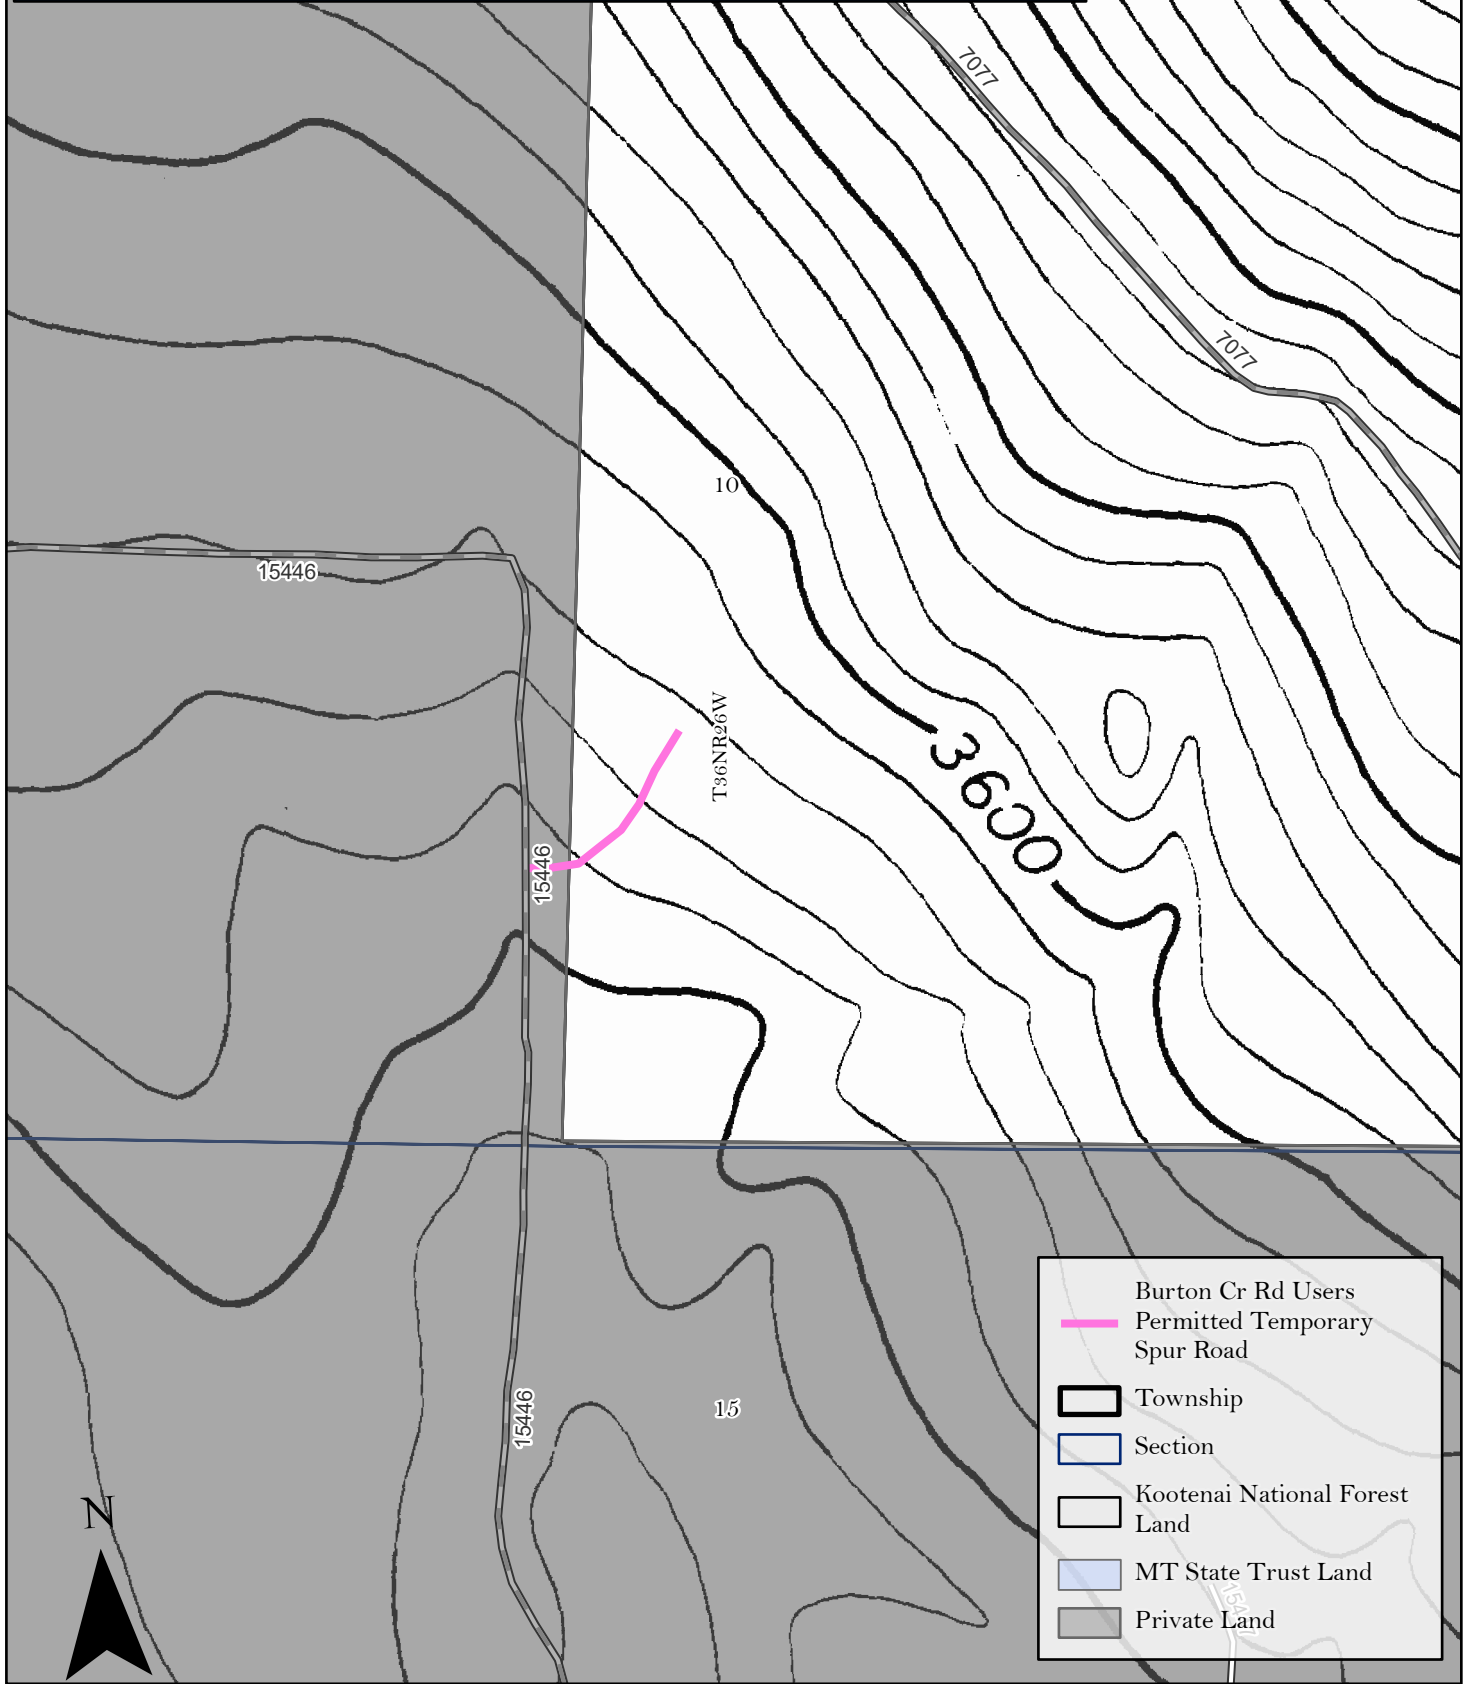 7077
7077
10
15446
T36NR26W
3600
15446
15446
15
N
Burton Cr Rd Users
Permitted Temporary
Spur Road
Township
Section
Kootenai National Forest
Land
MT State Trust Land
Private Land